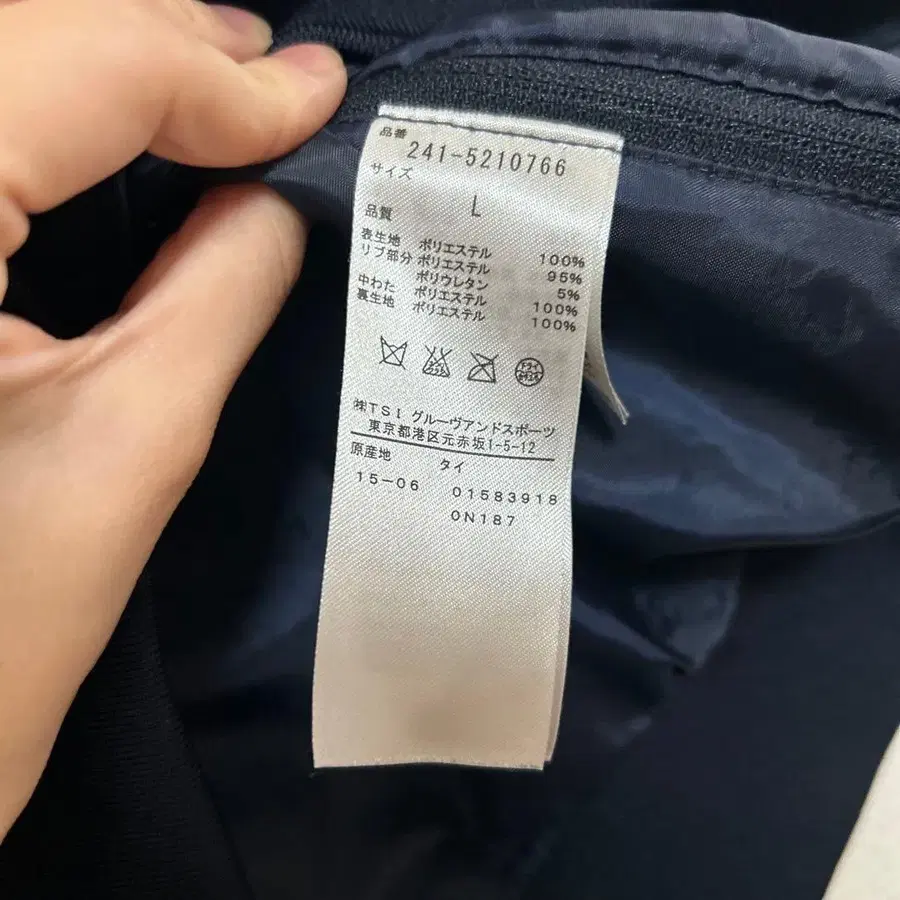 品番
241-5210766
サイズ
L
品質
表生地 ポリエステル 100%
リブ部分 ポリエステル 95%
ポリウレタン 5%
中わた ポリエステル 100%
裏生地 ポリエステル 100%
㈱TSI グルーヴアンドスポーツ
東京都港区元赤坂1-5-12
原産地 タイ
15-06 01583918
0N187